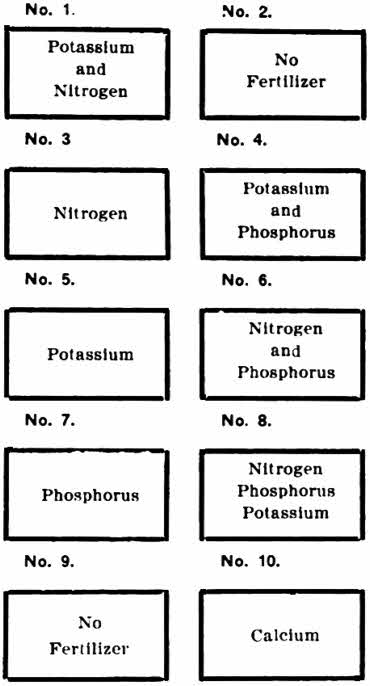 No. 1.
Potassium
and
Nitrogen
No. 2.
No
Fertilizer
No. 3
Nitrogen
No. 4.
Potassium
and
Phosphorus
No. 5.
Potassium
No. 6.
Nitrogen
and
Phosphorus
No. 7.
Phosphorus
No. 8.
Nitrogen
Phosphorus
Potassium
No. 9.
No
Fertilizer
No. 10.
Calcium